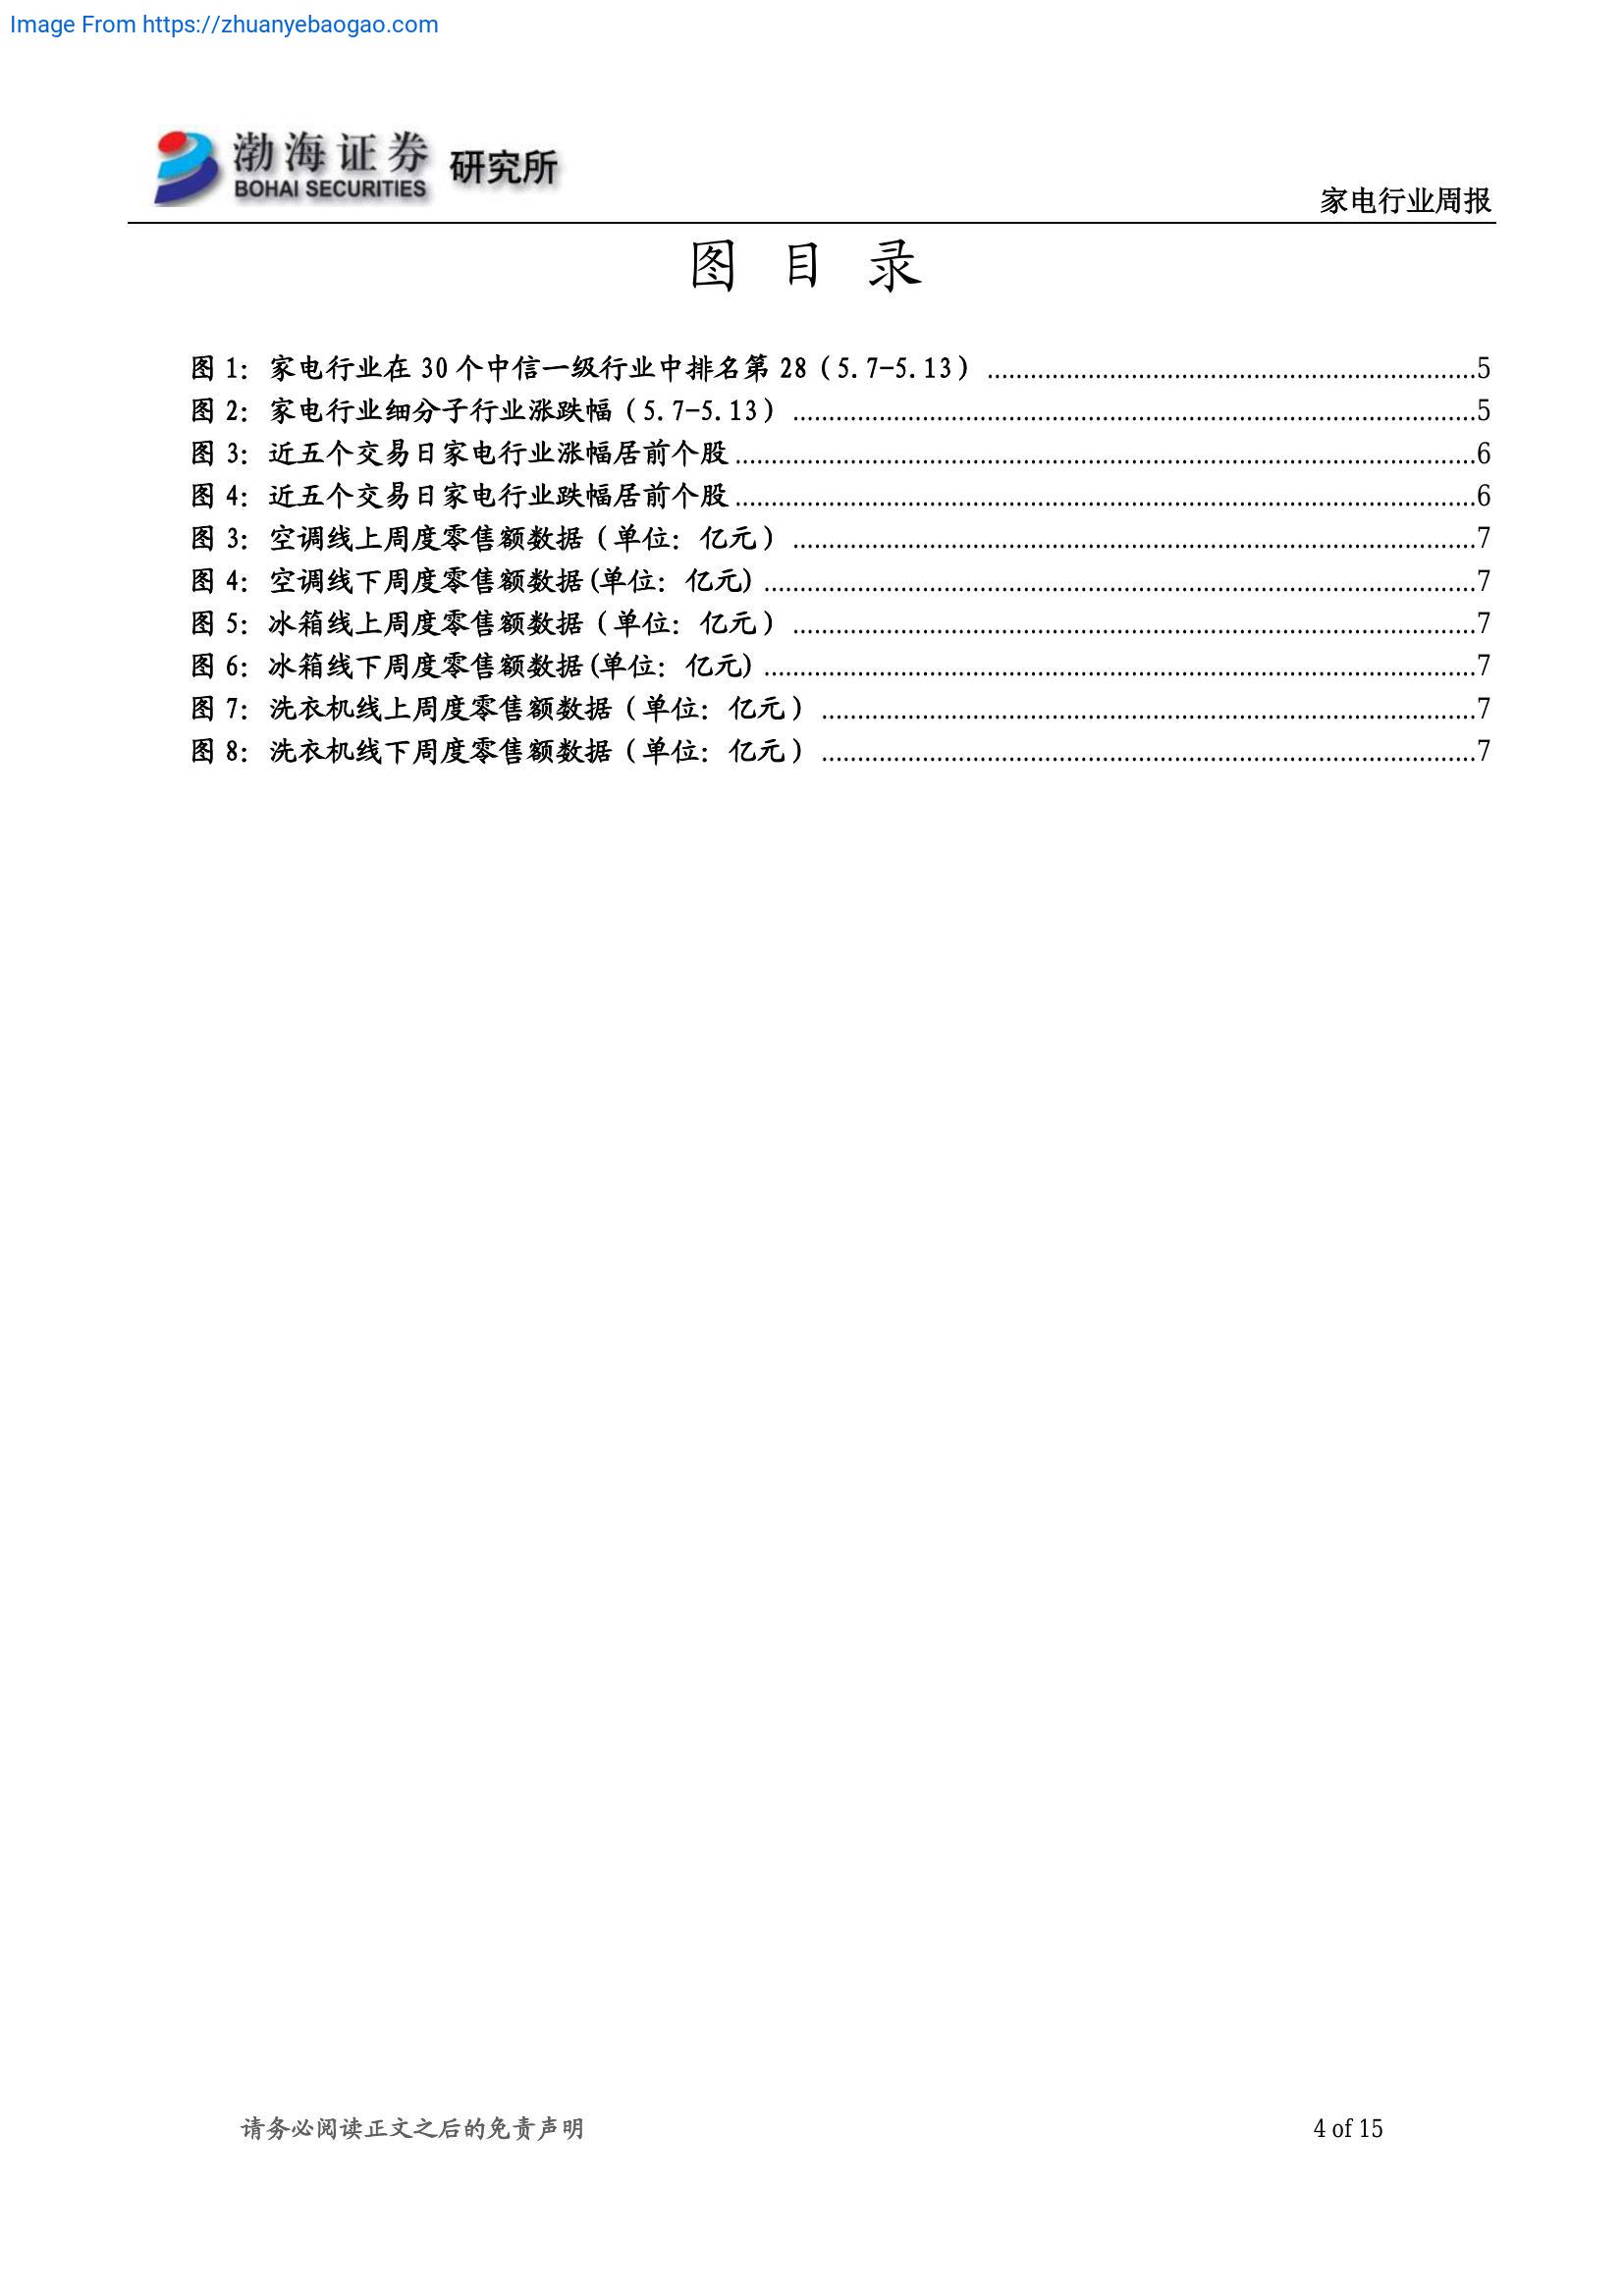 Image From https://zhuanyebaogao.com
渤海证券 研究所
BOHAI SECURITIES
家电行业周报
图 目 录
图 1：家电行业在 30 个中信一级行业中排名第 28（5.7-5.13）................................5
图 2：家电行业细分子行业涨跌幅（5.7-5.13）................................5
图 3：近五个交易日家电行业涨幅居前个股................................6
图 4：近五个交易日家电行业跌幅居前个股................................6
图 3：空调线上周度零售额数据（单位：亿元）................................7
图 4：空调线下周度零售额数据(单位：亿元)................................7
图 5：冰箱线上周度零售额数据（单位：亿元）................................7
图 6：冰箱线下周度零售额数据(单位：亿元)................................7
图 7：洗衣机线上周度零售额数据（单位：亿元）................................7
图 8：洗衣机线下周度零售额数据（单位：亿元）................................7
请务必阅读正文之后的免责声明
4 of 15